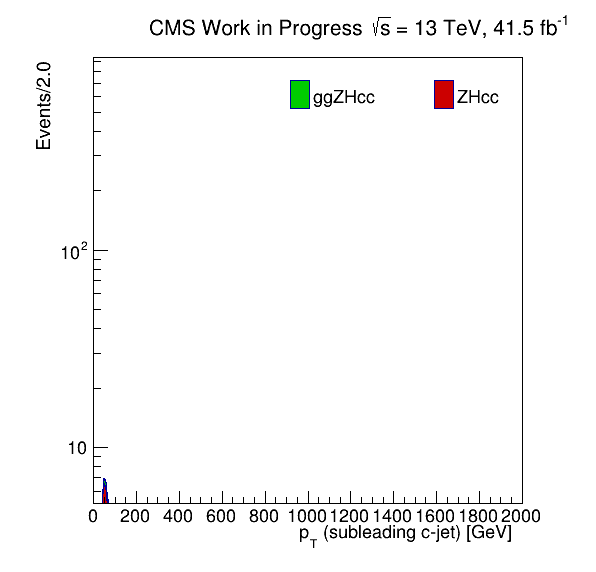 CMS Work in Progress √s = 13 TeV, 41.5 fb⁻¹
Events/2.0
ggZHcc ZHcc
10²
10
0 200 400 600 800 1000 1200 1400 1600 1800 2000
p_T (subleading c-jet) [GeV]